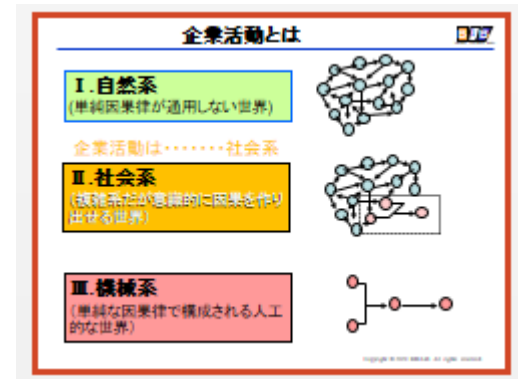 企業活動とは
Ⅰ.自然系
(単純因果律が通用しない世界)
企業活動は・・・・・・・社会系
Ⅱ.社会系
(複雑系だが意識的に因果を作り
出せる世界)
Ⅲ.機械系
(単純な因果律で構成される人工
的な世界)